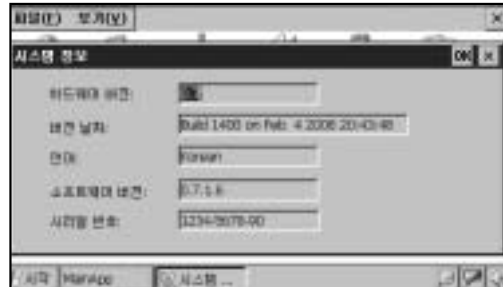 파일(F) 보기(V)
시스템 정보 OK
하드웨어 버전:
버전 날짜: Build 1400 on Feb 4 2008 20:43:48
언어: Korean
소프트웨어 버전: 0.7.1.6
시리얼 번호: 1234-5678-90
시작 MainApp 시스템 ...